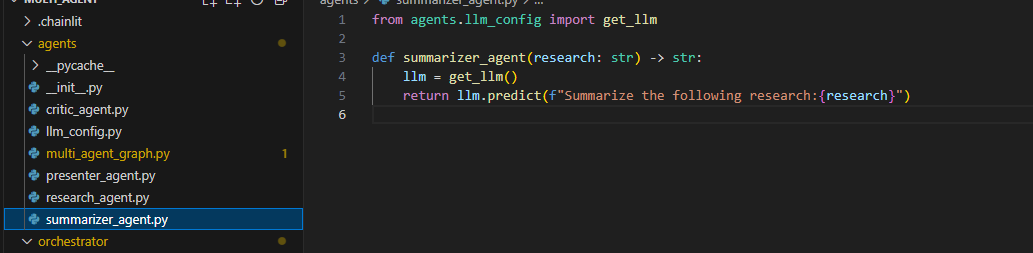 MULTI_AGENT
.chainlit
agents
__pycache__
__init__.py
critic_agent.py
llm_config.py
multi_agent_graph.py 1
presenter_agent.py
research_agent.py
summarizer_agent.py
orchestrator
agents > summarizer_agent.py > ...
1 from agents.llm_config import get_llm
2
3 def summarizer_agent(research: str) -> str:
4     llm = get_llm()
5     return llm.predict(f"Summarize the following research:{research}")
6